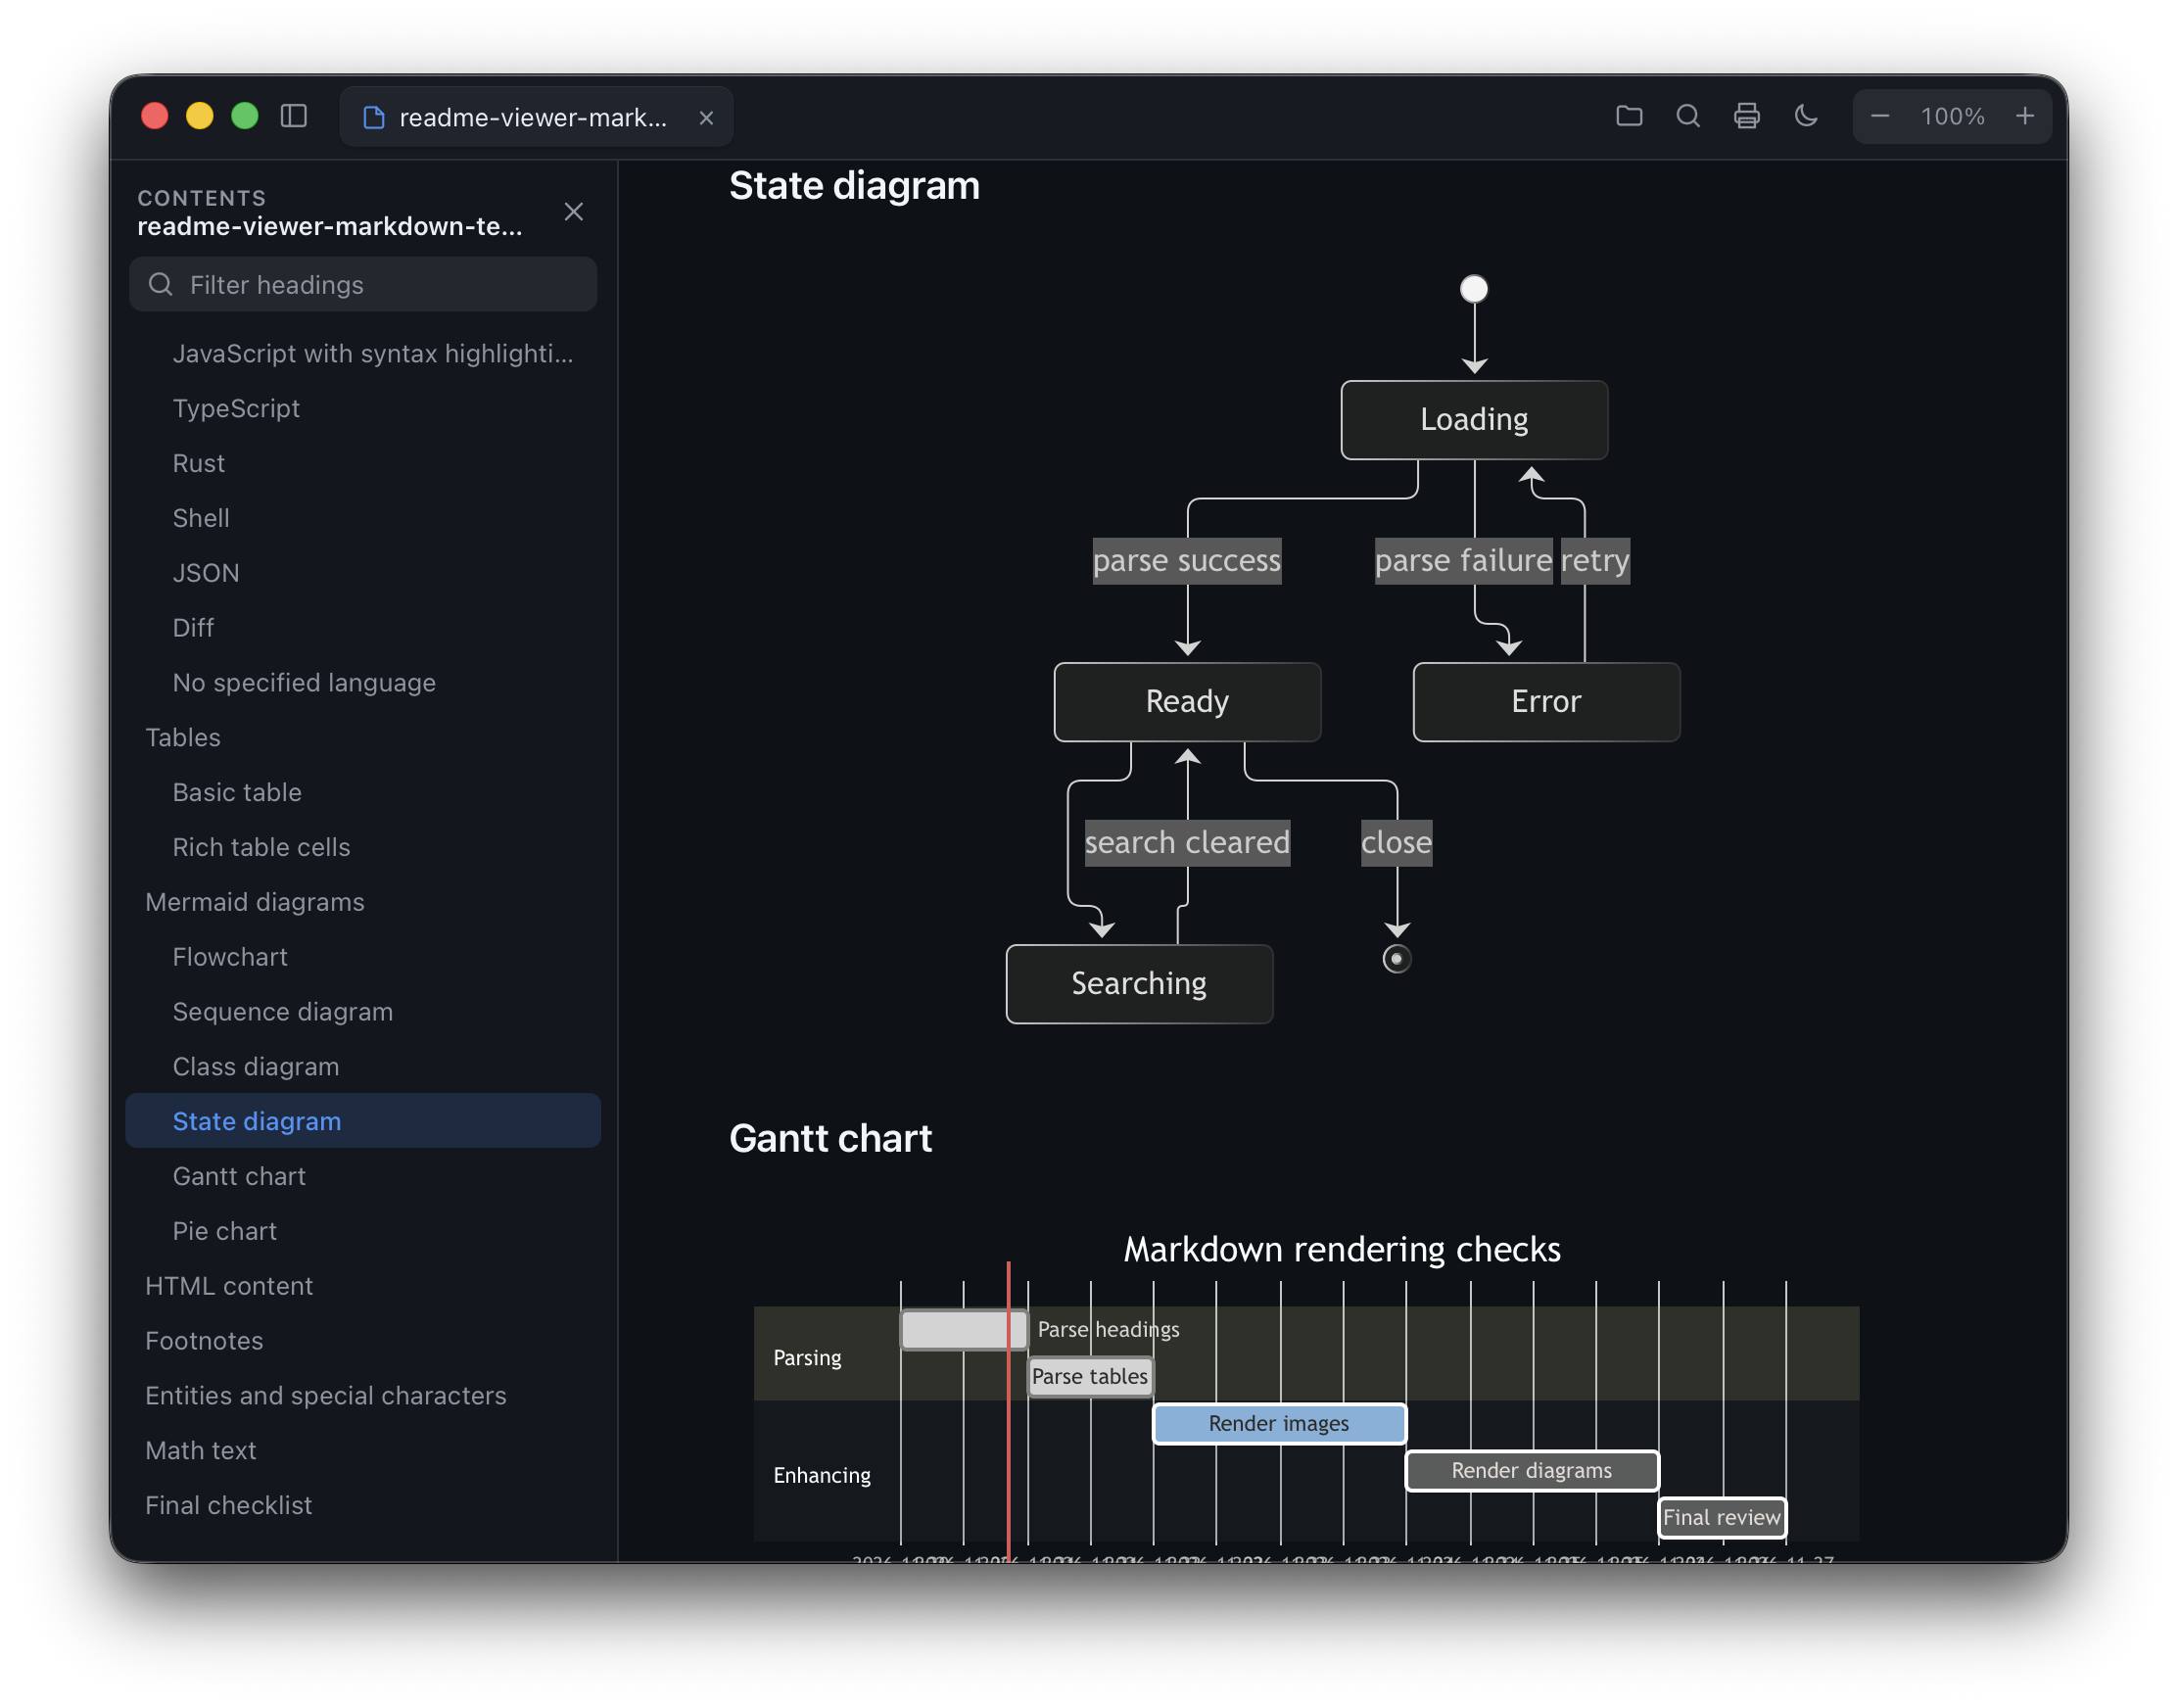 readme-viewer-mark...
100%
CONTENTS
readme-viewer-markdown-te...
Filter headings
JavaScript with syntax highlighti...
TypeScript
Rust
Shell
JSON
Diff
No specified language
Tables
Basic table
Rich table cells
Mermaid diagrams
Flowchart
Sequence diagram
Class diagram
State diagram
Gantt chart
Pie chart
HTML content
Footnotes
Entities and special characters
Math text
Final checklist
State diagram
Loading
parse success
parse failure
retry
Ready
Error
search cleared
close
Searching
Gantt chart
Markdown rendering checks
Parsing
Parse headings
Parse tables
Render images
Enhancing
Render diagrams
Final review